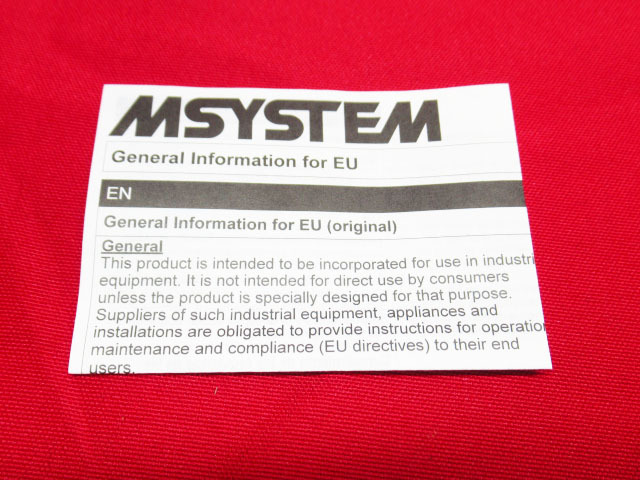 MSYSTEM
General Information for EU
EN
General Information for EU (original)
General
This product is intended to be incorporated for use in industri
equipment. It is not intended for direct use by consumers
unless the product is specially designed for that purpose.
Suppliers of such industrial equipment, appliances and
installations are obligated to provide instructions for operation
maintenance and compliance (EU directives) to their end
users.